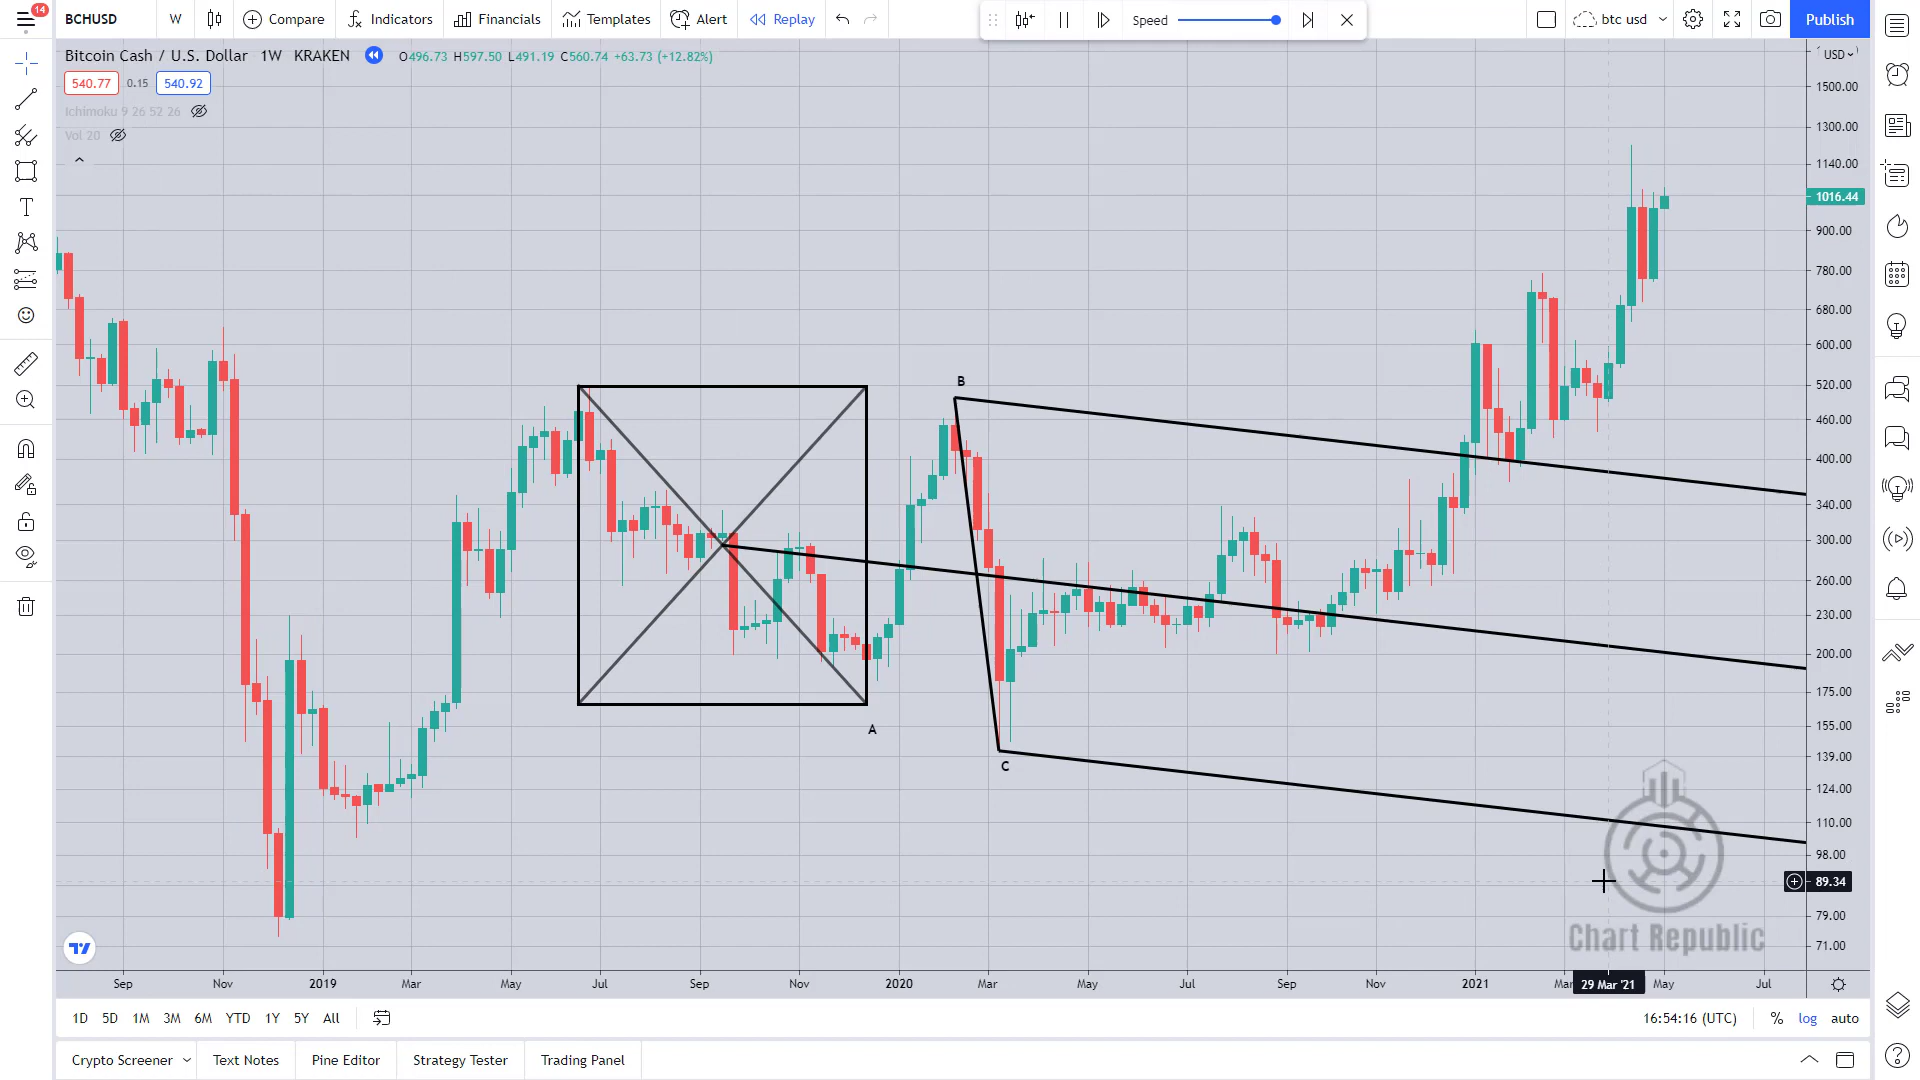 14
BCHUSD W Compare Indicators Financials Templates Alert Replay Speed btc usd Publish
Bitcoin Cash / U.S. Dollar 1W KRAKEN O496.73 H597.50 L491.19 C560.74 +63.73 (+12.82%)
USD
540.77 0.15 540.92
Ichimoku 9 26 52 26
Vol 20
1500.00
1300.00
1140.00
1016.44
900.00
780.00
680.00
600.00
B
520.00
460.00
400.00
340.00
300.00
260.00
230.00
200.00
175.00
A
155.00
C
139.00
124.00
110.00
98.00
89.34
79.00
71.00
Chart Republic
Sep Nov 2019 Mar May Jul Sep Nov 2020 Mar May Jul Sep Nov 2021 Mar 29 Mar '21 May Jul
1D 5D 1M 3M 6M YTD 1Y 5Y All 16:54:16 (UTC) % log auto
Crypto Screener Text Notes Pine Editor Strategy Tester Trading Panel